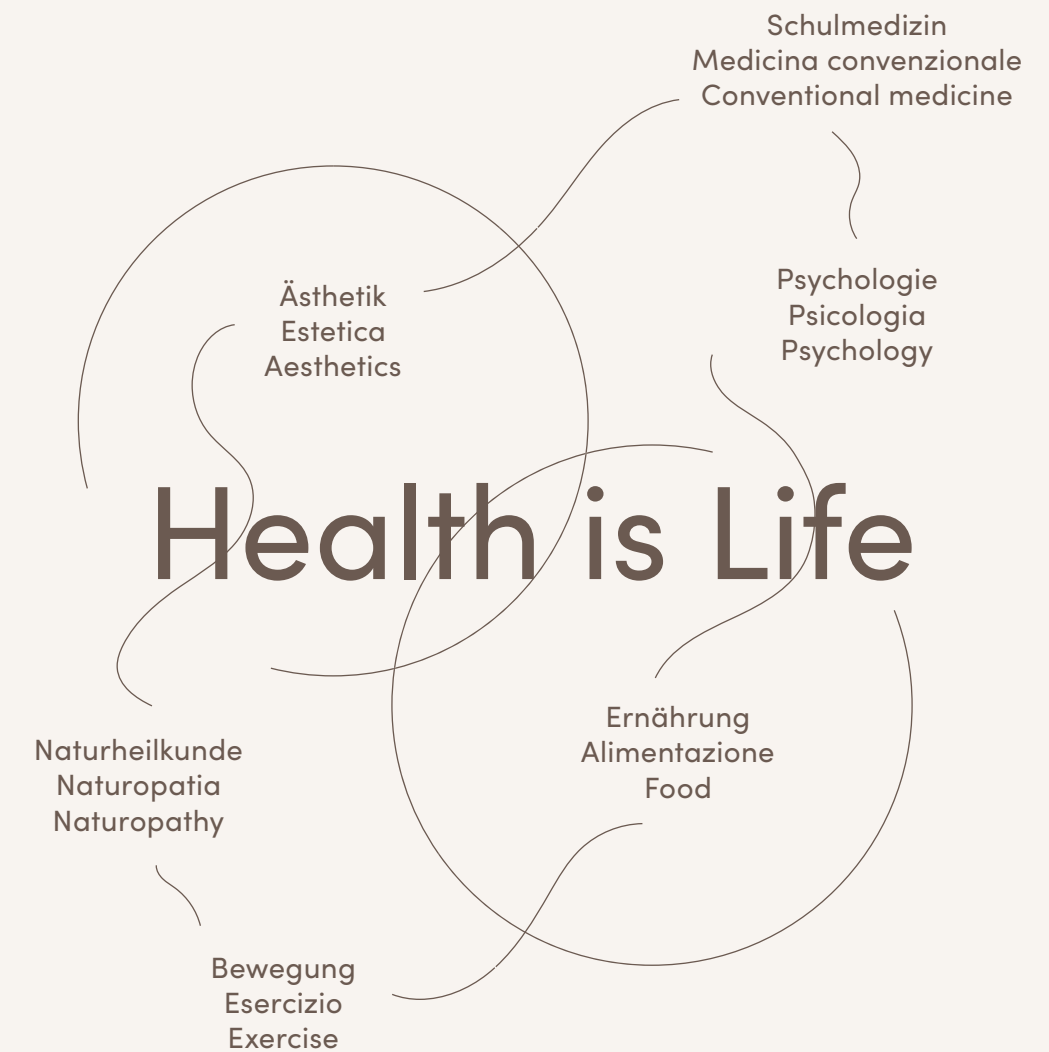 Schulmedizin
Medicina convenzionale
Conventional medicine
Psychologie
Psicologia
Psychology
Ästhetik
Estetica
Aesthetics
Health is Life
Ernährung
Alimentazione
Food
Naturheilkunde
Naturopatia
Naturopathy
Bewegung
Esercizio
Exercise